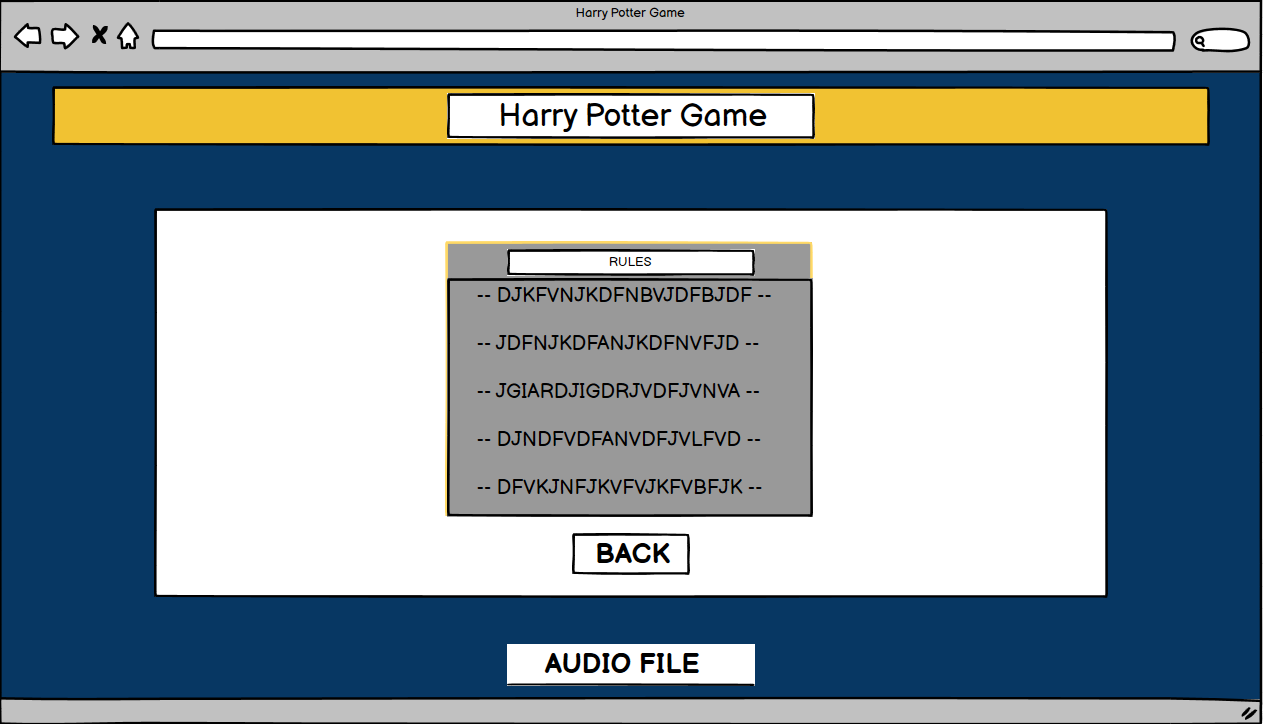 Harry Potter Game
Harry Potter Game
RULES
-- DJKFVNJKDFNBVJDFBJDF --
-- JDFNJKDFANJKDFNVFJD --
-- JGIARDJIGDRJVDFJVNVA --
-- DJNDFVDFANVDFJVLFVD --
-- DFVKJNFJKVFVJKFVBFJK --
BACK
AUDIO FILE